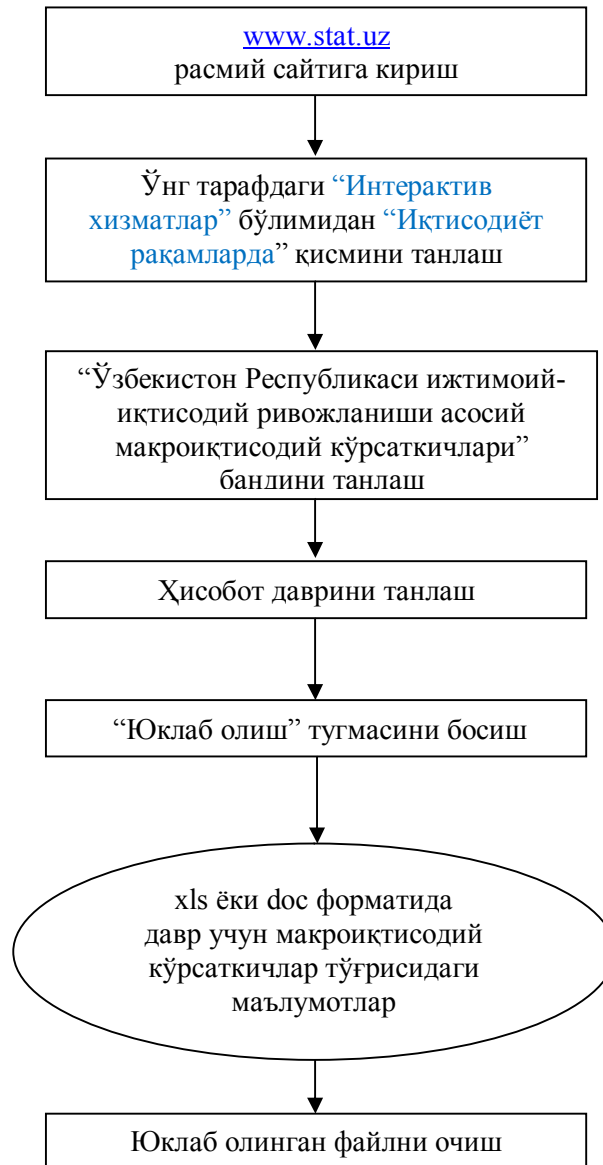 www.stat.uz
расмий сайтига кириш
Ўнг тарафдаги “Интерактив
хизматлар” бўлимидан “Иқтисодиёт
рақамларда” қисмини танлаш
“Ўзбекистон Республикаси ижтимоий-
иқтисодий ривожланиши асосий
макроиқтисодий кўрсаткичлари”
бандини танлаш
Ҳисобот даврини танлаш
“Юклаб олиш” тугмасини босиш
xls ёки doc форматида
давр учун макроиқтисодий
кўрсаткичлар тўғрисидаги
маълумотлар
Юклаб олинган файлни очиш